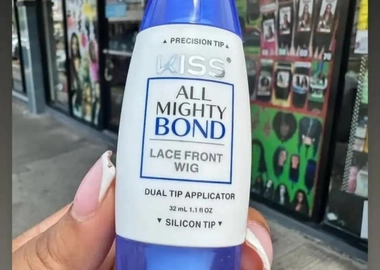 ▲ PRECISION TIP ▲
KISS®
ALL
MIGHTY
BOND
LACE FRONT
WIG
DUAL TIP APPLICATOR
32 mL 1.1 fl OZ
▼ SILICON TIP ▼